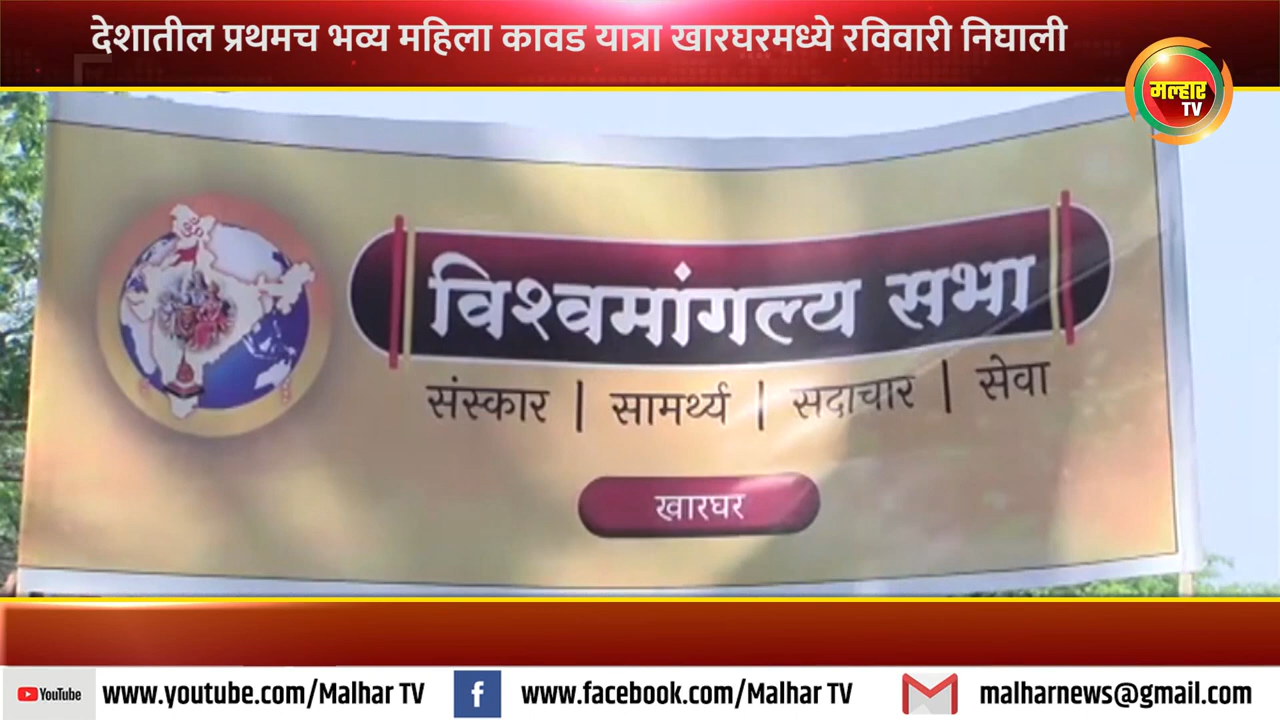 देशातील प्रथमच भव्य महिला कावड यात्रा खारघरमध्ये रविवारी निघाली
मल्हार
TV
विश्वमांगल्य सभा
संस्कार | सामर्थ्य | सदाचार | सेवा
खारघर
YouTube www.youtube.com/Malhar TV f www.facebook.com/Malhar TV malharnews@gmail.com